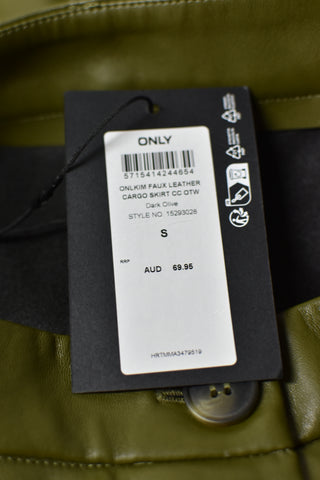 ONLY
5715414244654
ONLKIM FAUX LEATHER
CARGO SKIRT CC OTW
Dark Olive
STYLE NO. 15293026
S
RRP
AUD 69.95
HRTMMA3479519